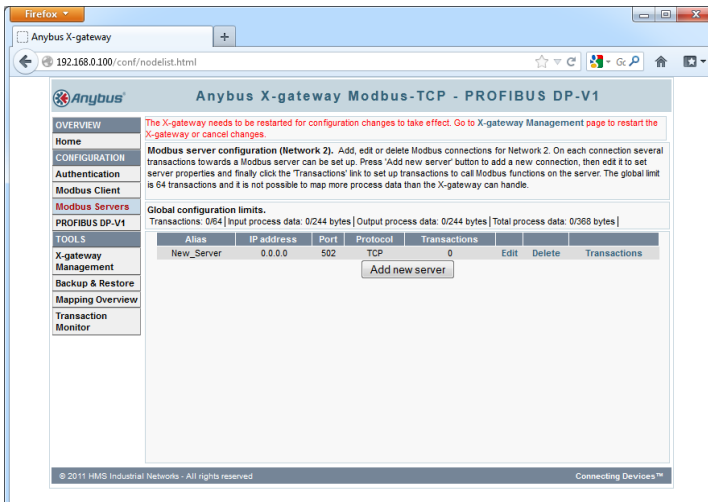 Firefox
Anybus X-gateway
192.168.0.100/conf/nodelist.html
Anybus
Anybus X-gateway Modbus-TCP - PROFIBUS DP-V1
OVERVIEW
Home
CONFIGURATION
Authentication
Modbus Client
Modbus Servers
PROFIBUS DP-V1
TOOLS
X-gateway
Management
Backup & Restore
Mapping Overview
Transaction
Monitor
The X-gateway needs to be restarted for configuration changes to take effect. Go to X-gateway Management page to restart the
X-gateway or cancel changes.
Modbus server configuration (Network 2). Add, edit or delete Modbus connections for Network 2. On each connection several
transactions towards a Modbus server can be set up. Press 'Add new server' button to add a new connection, then edit it to set
server properties and finally click the 'Transactions' link to set up transactions to call Modbus functions on the server. The global limit
is 64 transactions and it is not possible to map more process data than the X-gateway can handle.
Global configuration limits.
Transactions: 0/64 | Input process data: 0/244 bytes | Output process data: 0/244 bytes | Total process data: 0/368 bytes |
Alias IP address Port Protocol Transactions
New_Server 0.0.0.0 502 TCP 0 Edit Delete Transactions
Add new server
© 2011 HMS Industrial Networks - All rights reserved
Connecting Devices™